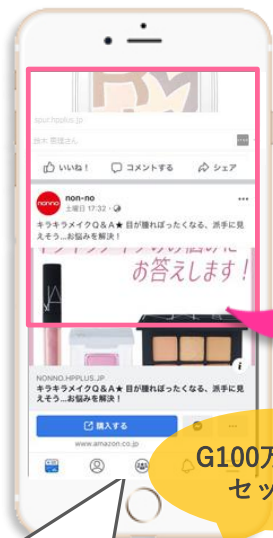 spur.hpplus.jp
鈴木 恵理さん
いいね！ コメントする シェア
nonno
non-no
土曜日 17:32
キラキラメイクQ＆A★ 目が腫れぼったくなる、派手に見
えそう…お悩みを解決！
お答えします！
NARS
NONNO.HPPLUS.JP
キラキラメイクQ＆A★ 目が腫れぼったくなる、派手に見
えそう…お悩みを解決！
購入する
www.amazon.co.jp
G100万
セッ